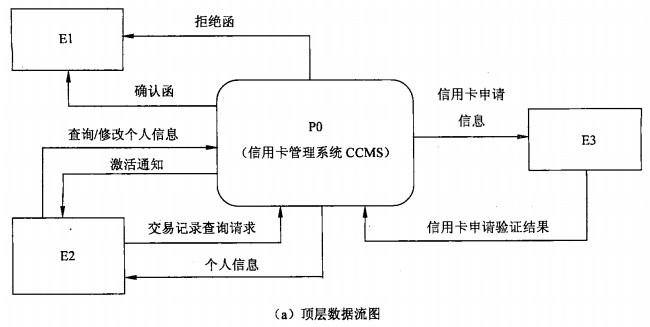 拒绝函
E1
确认函
P0
（信用卡管理系统 CCMS）
信用卡申请
信息
E3
查询/修改个人信息
激活通知
交易记录查询请求
信用卡申请验证结果
E2
个人信息
（a）顶层数据流图